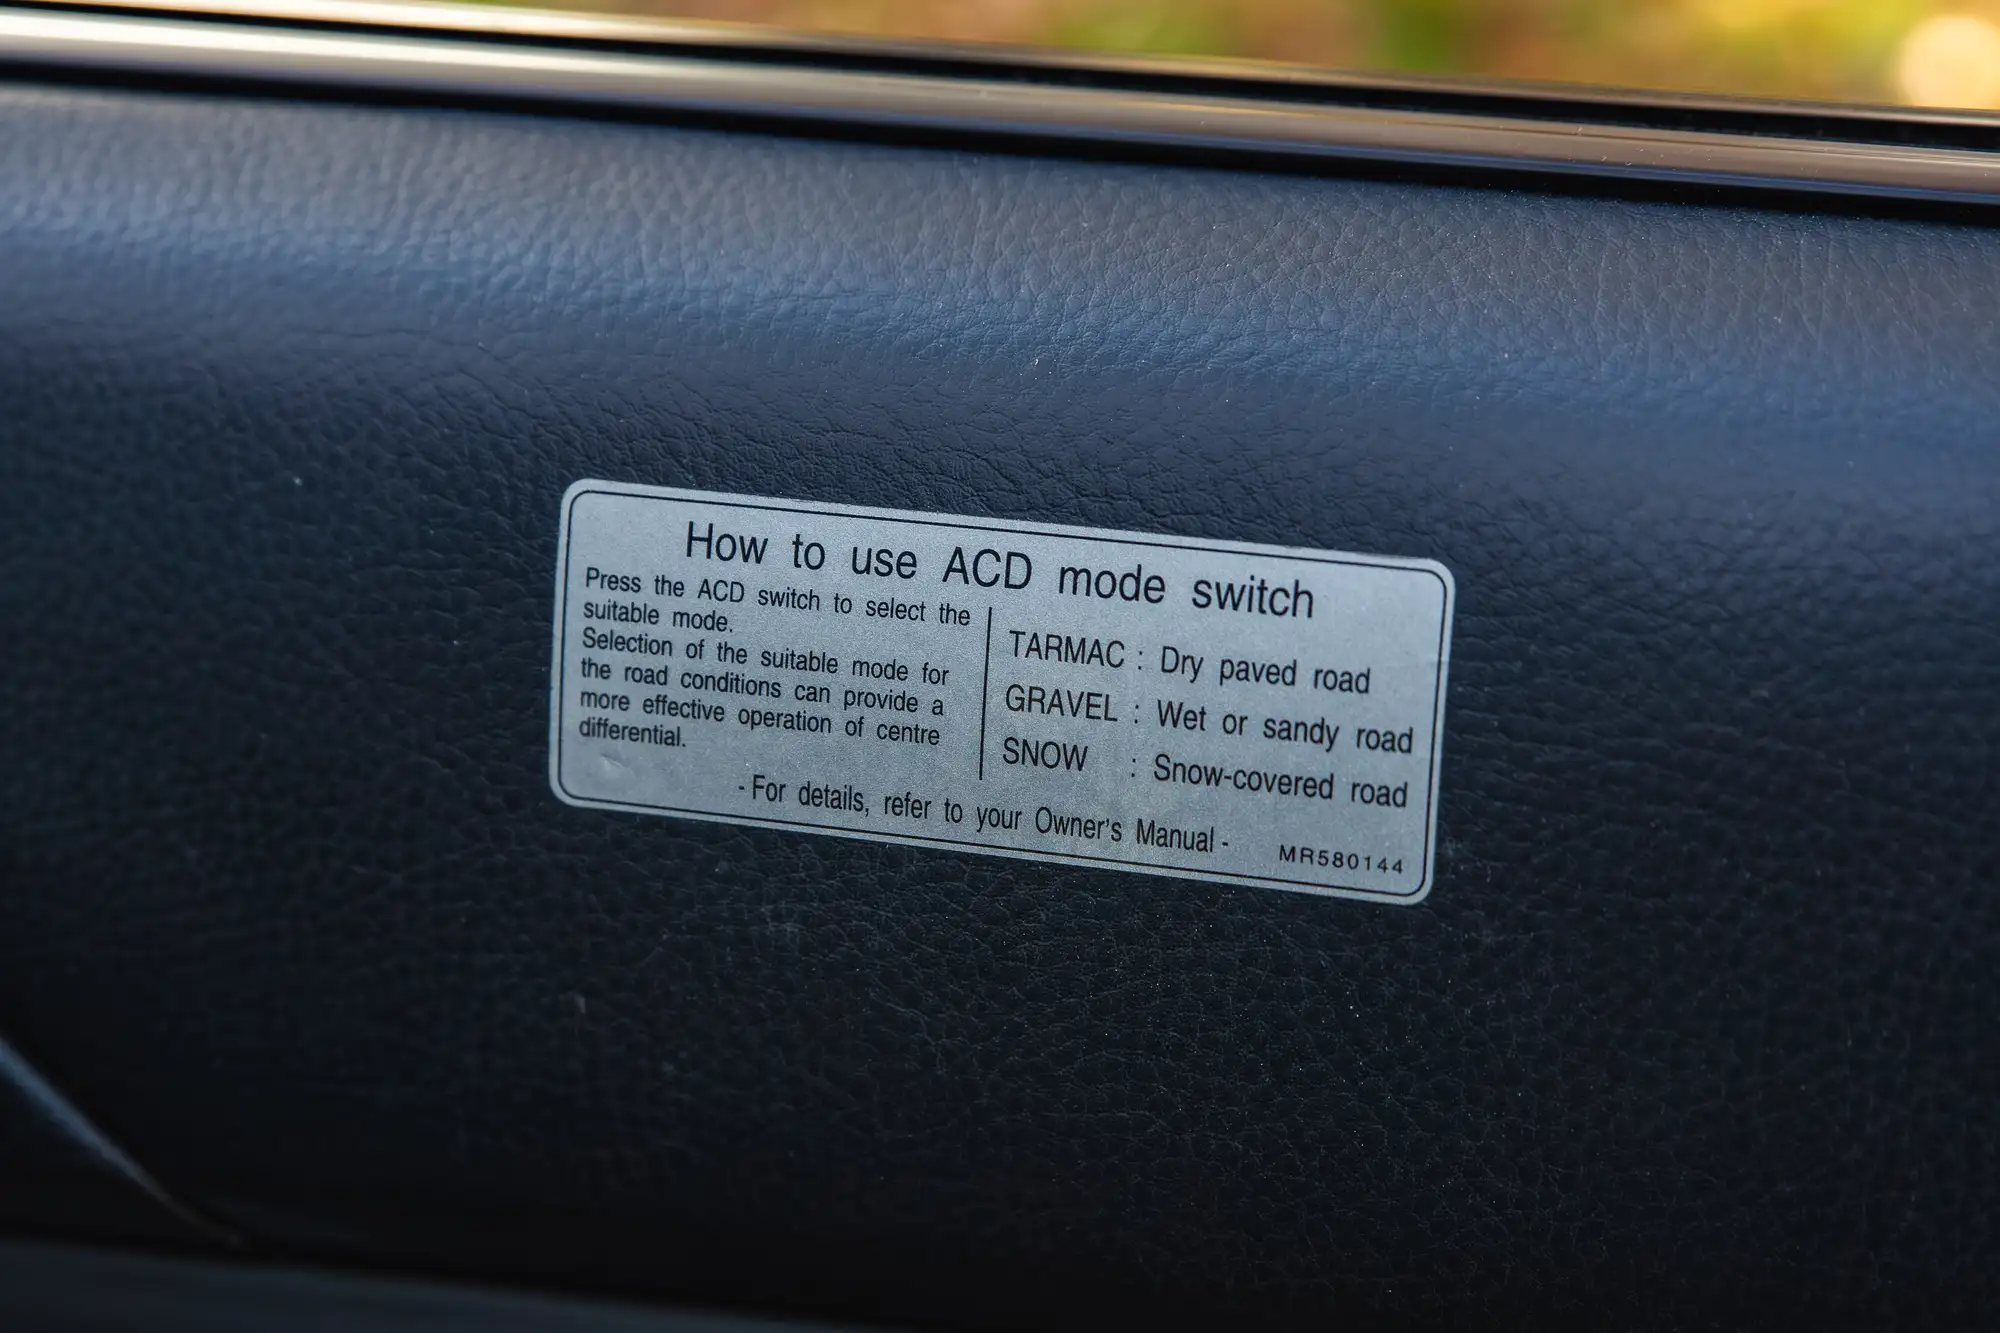 How to use ACD mode switch
Press the ACD switch to select the
suitable mode.
Selection of the suitable mode for
the road conditions can provide a
more effective operation of centre
differential.
TARMAC : Dry paved road
GRAVEL : Wet or sandy road
SNOW : Snow-covered road
- For details, refer to your Owner's Manual -
MR580144